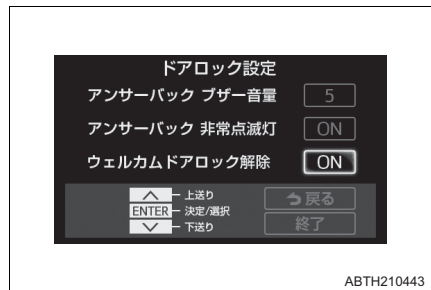 ドアロック設定
アンサーバック ブザー音量 5
アンサーバック 非常点滅灯 ON
ウェルカムドアロック解除 ON
上送り
ENTER 決定/選択
下送り
戻る
終了
ABTH210443